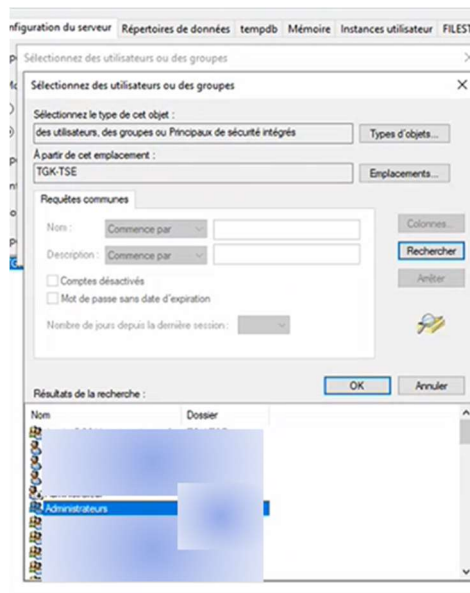 nfiguration du serveur Répertoires de données tempdb Mémoire Instances utilisateur FILEST
Sélectionnez des utilisateurs ou des groupes
Sélectionnez des utilisateurs ou des groupes
Sélectionnez le type de cet objet :
des utilisateurs, des groupes ou Principaux de sécurité intégrés Types d'objets...
À partir de cet emplacement :
TGK-TSE Emplacements...
Requêtes communes
Nom : Commence par Colonnes...
Description : Commence par Rechercher
Comptes désactivés Arrêter
Mot de passe sans date d'expiration
Nombre de jours depuis la dernière session :
OK Annuler
Résultats de la recherche :
Nom Dossier
Administrateurs